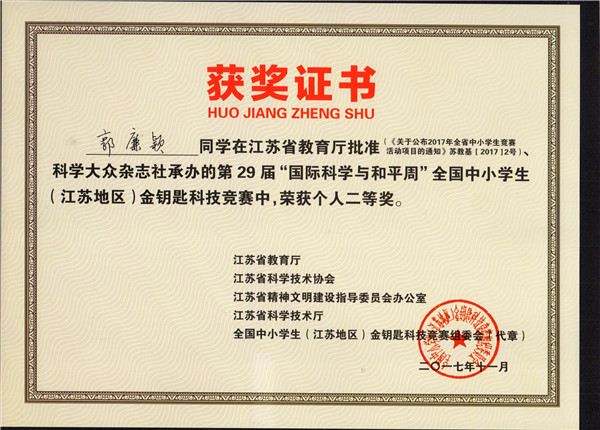 获奖证书
HUO JIANG ZHENG SHU
郭廉颖 同学在江苏省教育厅批准（《关于公布2017年全省中小学生竞赛活动项目的通知》苏教基［2017］2号）、
科学大众杂志社承办的第29届“国际科学与和平周”全国中小学生
（江苏地区）金钥匙科技竞赛中，荣获个人二等奖。
江苏省教育厅
江苏省科学技术协会
江苏省精神文明建设指导委员会办公室
江苏省科学技术厅
全国中小学生（江苏地区）金钥匙科技竞赛组委会（代章）
二〇一七年十一月